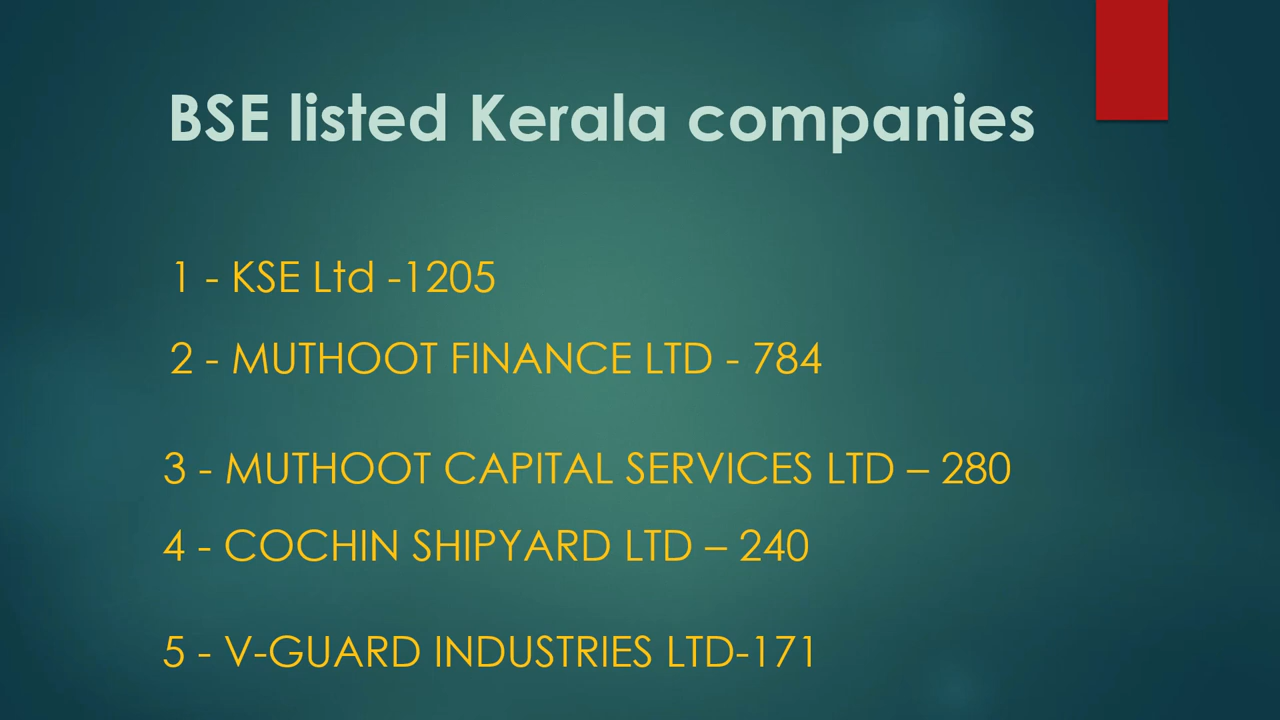 BSE listed Kerala companies
1 - KSE Ltd -1205
2 - MUTHOOT FINANCE LTD - 784
3 - MUTHOOT CAPITAL SERVICES LTD – 280
4 - COCHIN SHIPYARD LTD – 240
5 - V-GUARD INDUSTRIES LTD-171